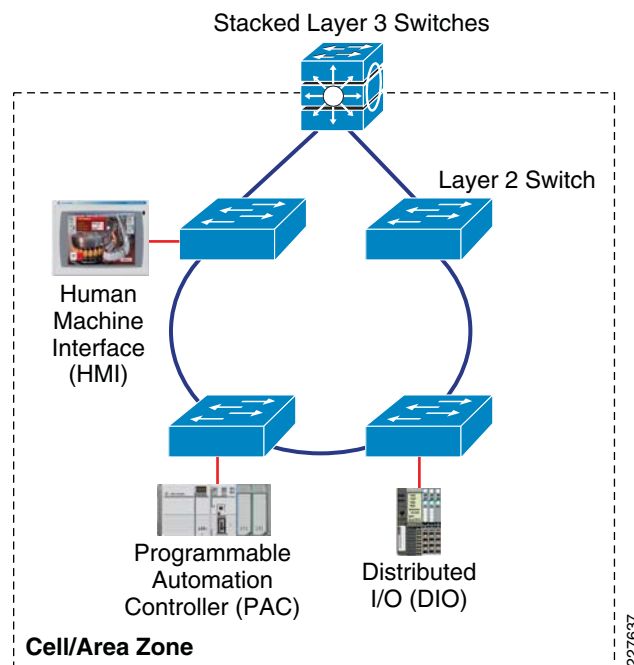 Stacked Layer 3 Switches
Layer 2 Switch
Human
Machine
Interface
(HMI)
Programmable
Automation
Controller (PAC)
Distributed
I/O (DIO)
Cell/Area Zone
227637